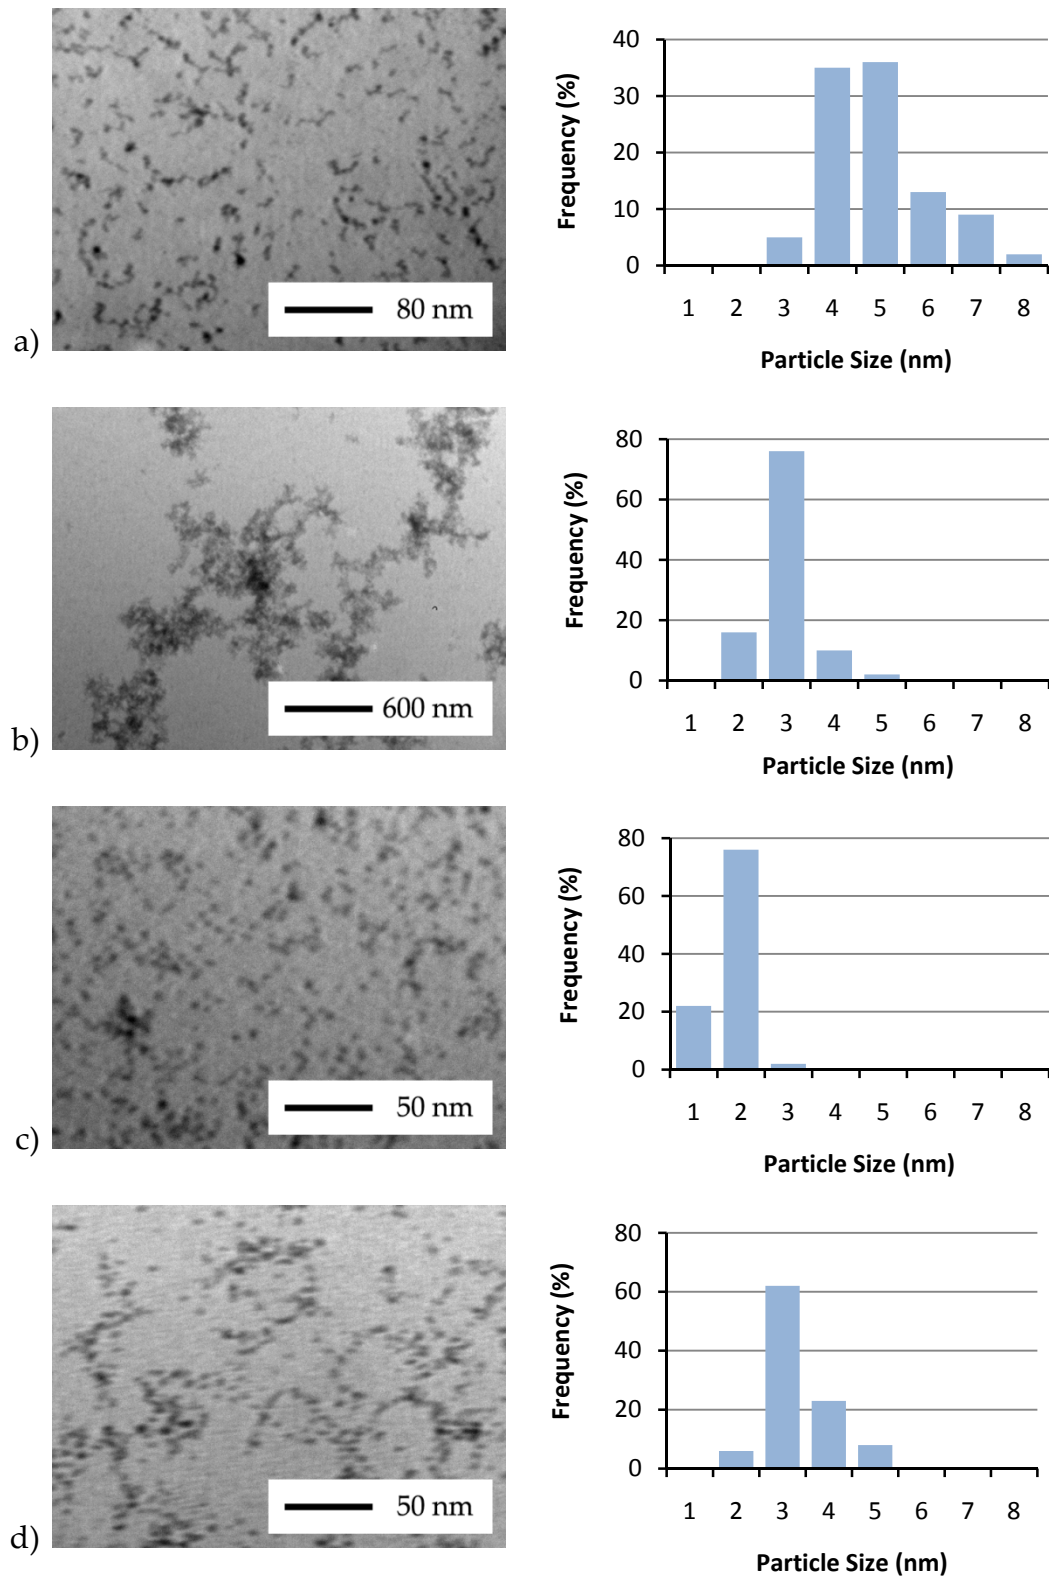 40
30
20
10
0
Frequency (%)
1 2 3 4 5 6 7 8
Particle Size (nm)
80 nm
a)
80
60
40
20
0
Frequency (%)
1 2 3 4 5 6 7 8
Particle Size (nm)
600 nm
b)
80
60
40
20
0
Frequency (%)
1 2 3 4 5 6 7 8
Particle Size (nm)
50 nm
c)
80
60
40
20
0
Frequency (%)
1 2 3 4 5 6 7 8
Particle Size (nm)
50 nm
d)